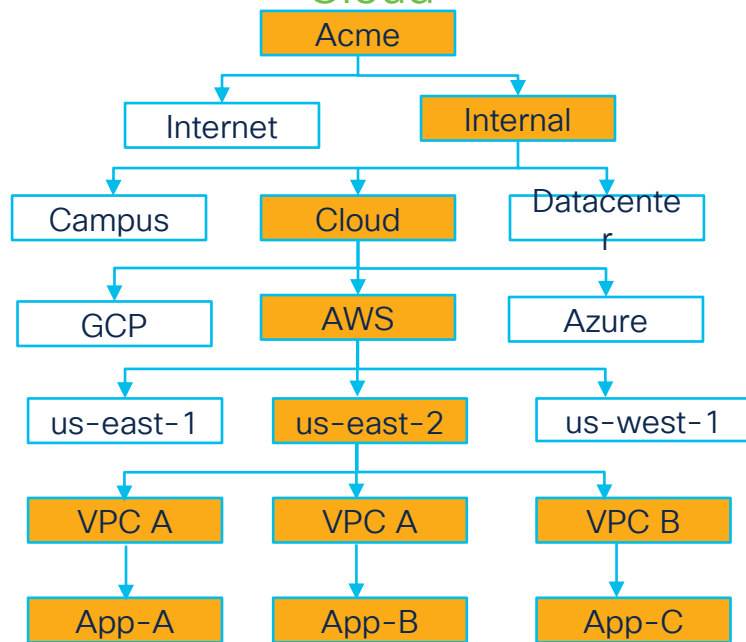 Cloud
Acme
Internet
Internal
Campus
Cloud
Datacente
r
GCP
AWS
Azure
us-east-1
us-east-2
us-west-1
VPC A
VPC A
VPC B
App-A
App-B
App-C